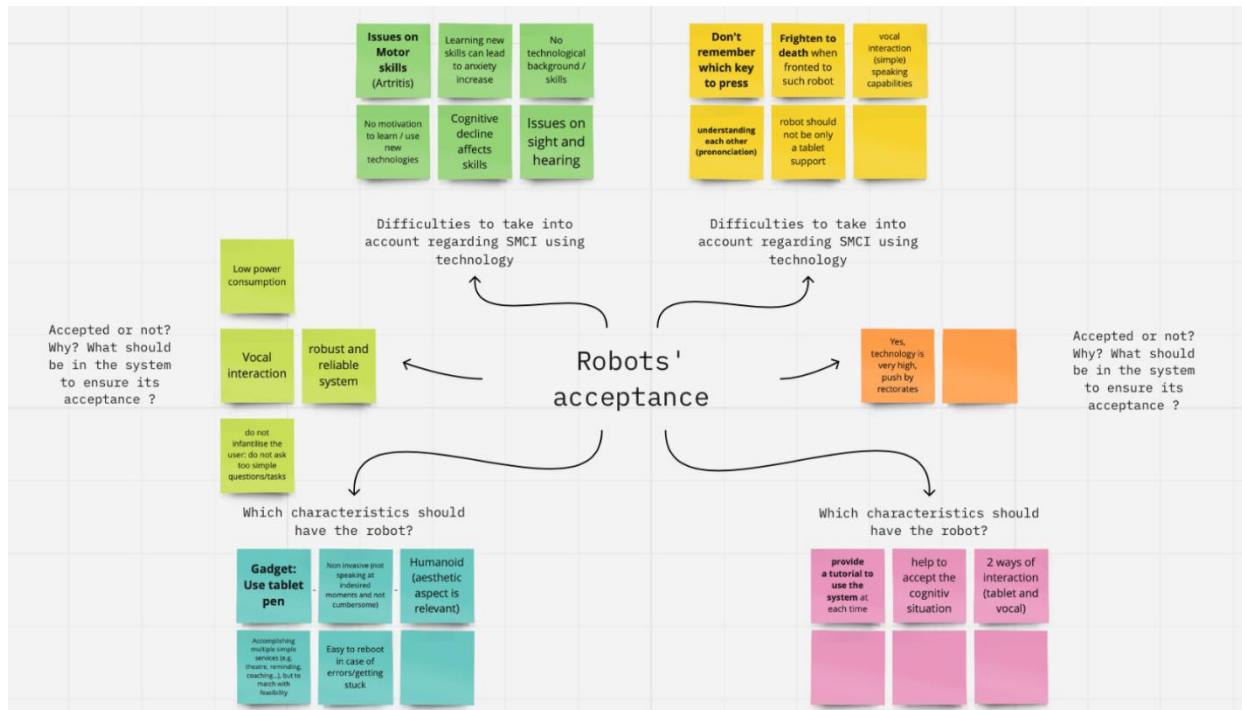 Issues on
Motor
skills
(Artritis)
Learning new
skills can lead
to anxiety
increase
No
technological
background /
skills
No motivation
to learn / use
new
technologies
Cognitive
decline
affects
skills
Issues on
sight and
hearing
Don't
remember
which key
to press
Frighten to
death when
fronted to
such robot
vocal
interaction
(simple)
speaking
capabilities
understanding
each other
(prononciation)
robot should
not be only
a tablet
support
Difficulties to take into
account regarding SMCI using
technology
Difficulties to take into
account regarding SMCI using
technology
Low power
consumption
Accepted or not?
Why? What should
be in the system
to ensure its
acceptance ?
Vocal
interaction
robust and
reliable
system
do not
infantilise the
user: do not ask
too simple
questions/tasks
Robots'
acceptance
Yes,
technology is
very high,
push by
rectorates
Accepted or not?
Why? What should
be in the system
to ensure its
acceptance ?
Which characteristics should
have the robot?
Gadget:
Use tablet
pen
Non invasive (not
speaking at
indesired
moments and not
cumbersome)
Humanoid
(aesthetic
aspect is
relevant)
Accomplishing
multiple simple
services (e.g.
theatre, reminding,
coaching...), but to
match with
feasibility
Easy to reboot
in case of
errors/getting
stuck
Which characteristics should
have the robot?
provide
a tutorial to
use the
system at
each time
help to
accept the
cognitiv
situation
2 ways of
interaction
(tablet and
vocal)